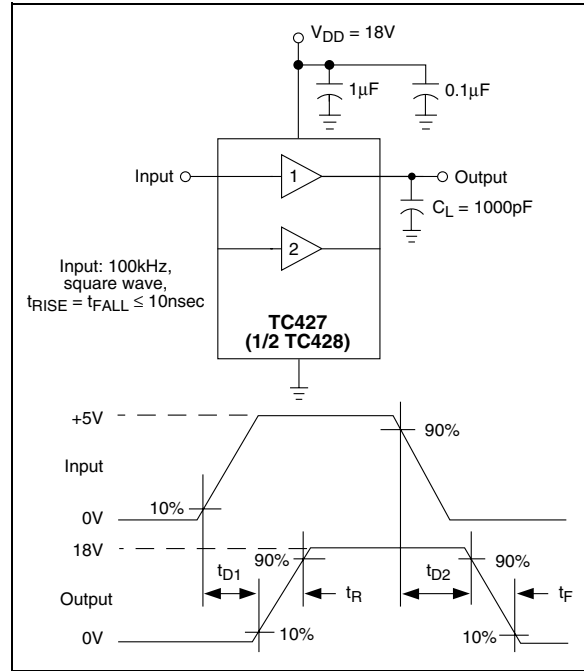 V_DD = 18V
1μF
0.1μF
Input
1
Output
C_L = 1000pF
2
Input: 100kHz,
square wave,
t_RISE = t_FALL ≤ 10nsec
TC427
(1/2 TC428)
+5V
90%
Input
10%
0V
18V
90%
t_D1
t_R
t_D2
90%
t_F
Output
0V
10%
10%